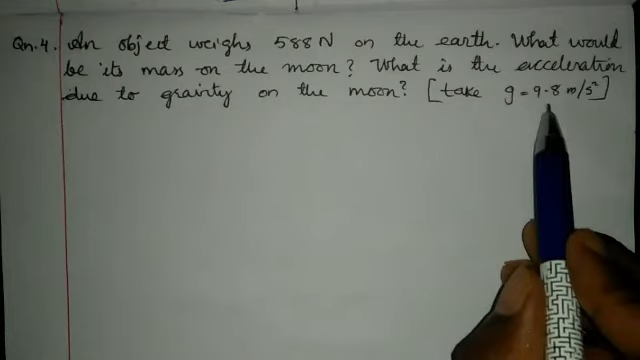 Qn.4. An object weighs 588 N on the earth. What would
be its mass on the moon? What is the acceleration
due to gravity on the moon? [take g = 9.8 m/s²]